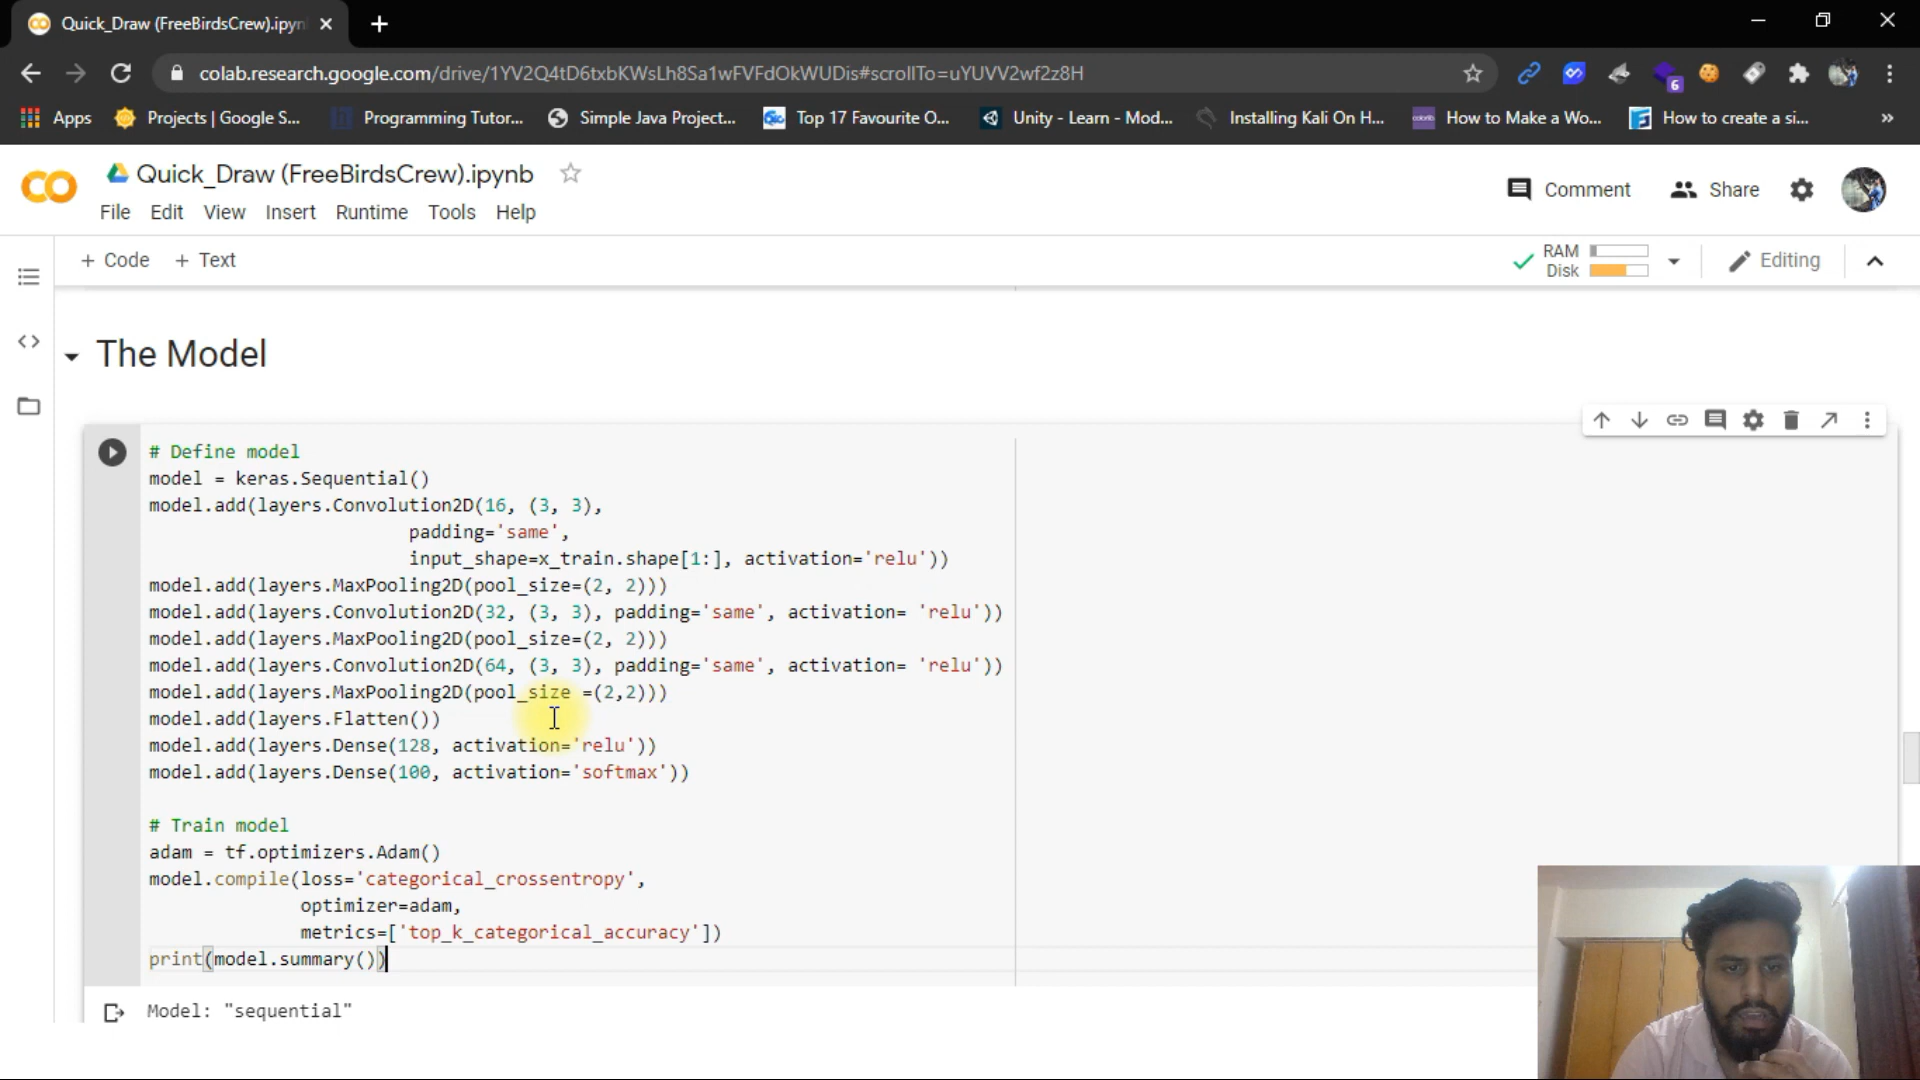 Quick_Draw (FreeBirdsCrew).ipyn
colab.research.google.com/drive/1YV2Q4tD6txbKWsLh8Sa1wFVFdOkWUDis#scrollTo=uYUVV2wf2z8H
6
Apps
Projects | Google S...
Programming Tutor...
Simple Java Project...
Top 17 Favourite O...
Unity - Learn - Mod...
Installing Kali On H...
How to Make a Wo...
How to create a si...
Quick_Draw (FreeBirdsCrew).ipynb
Comment
Share
File Edit View Insert Runtime Tools Help
+ Code + Text
RAM
Disk
Editing
The Model
# Define model
model = keras.Sequential()
model.add(layers.Convolution2D(16, (3, 3),
padding='same',
input_shape=x_train.shape[1:], activation='relu'))
model.add(layers.MaxPooling2D(pool_size=(2, 2)))
model.add(layers.Convolution2D(32, (3, 3), padding='same', activation= 'relu'))
model.add(layers.MaxPooling2D(pool_size=(2, 2)))
model.add(layers.Convolution2D(64, (3, 3), padding='same', activation= 'relu'))
model.add(layers.MaxPooling2D(pool_size =(2,2)))
model.add(layers.Flatten())
model.add(layers.Dense(128, activation='relu'))
model.add(layers.Dense(100, activation='softmax'))
# Train model
adam = tf.optimizers.Adam()
model.compile(loss='categorical_crossentropy',
optimizer=adam,
metrics=['top_k_categorical_accuracy'])
print(model.summary())
Model: "sequential"